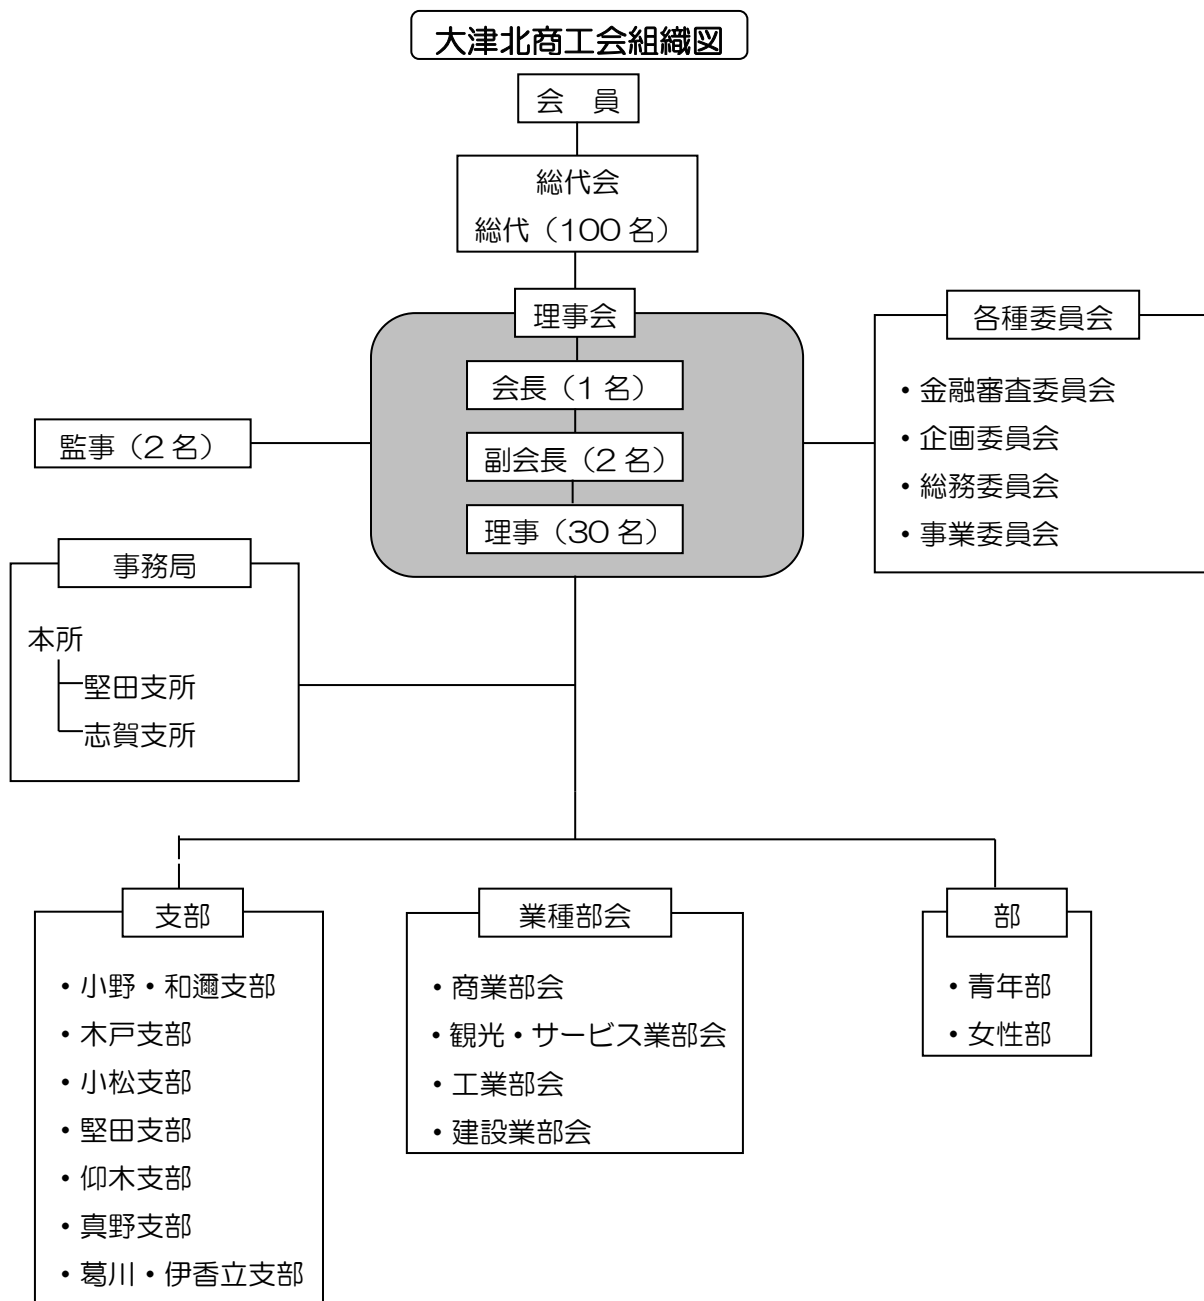 大津北商工会組織図
会　員
総代会
総代（100 名）
理事会
会長（1 名）
副会長（2 名）
理事（30 名）
監事（2 名）
各種委員会
・金融審査委員会
・企画委員会
・総務委員会
・事業委員会
事務局
本所
堅田支所
志賀支所
支部
・小野・和邇支部
・木戸支部
・小松支部
・堅田支部
・仰木支部
・真野支部
・葛川・伊香立支部
業種部会
・商業部会
・観光・サービス業部会
・工業部会
・建設業部会
部
・青年部
・女性部